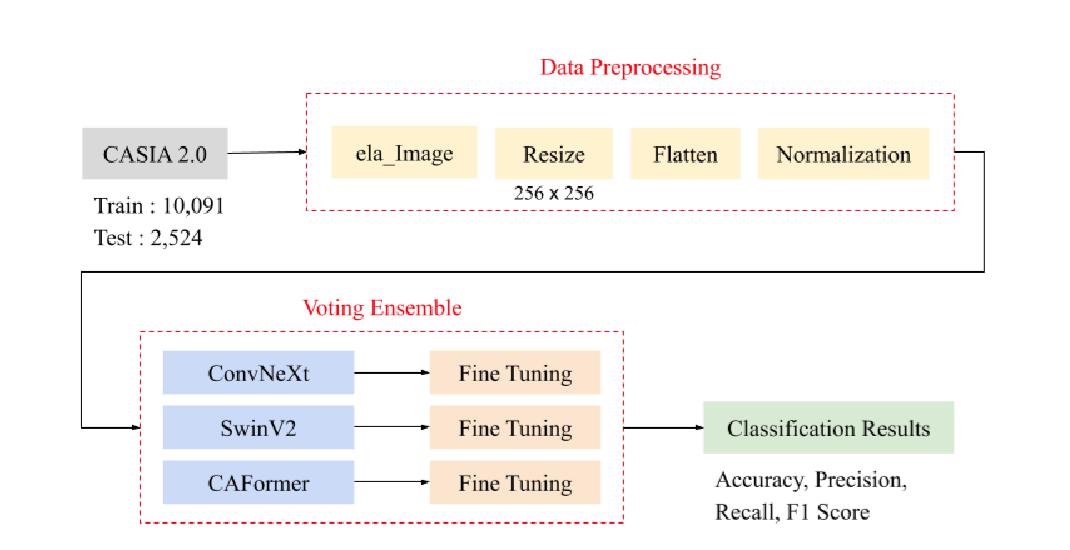 Data Preprocessing
CASIA 2.0
ela_Image
Resize
Flatten
Normalization
256 x 256
Train : 10,091
Test : 2,524
Voting Ensemble
ConvNeXt
Fine Tuning
SwinV2
Fine Tuning
CAFormer
Fine Tuning
Classification Results
Accuracy, Precision,
Recall, F1 Score